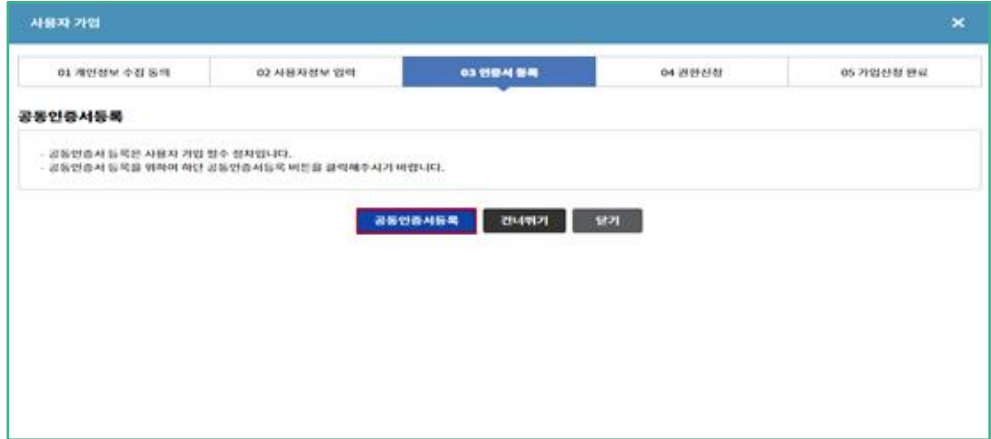 사용자 가입
01 개인정보 수집 동의
02 사용자정보 입력
03 인증서 등록
04 권한신청
05 가입신청 완료
공동인증서등록
- 공동인증서 등록은 사용자 가입 필수 절차입니다.
- 공동인증서 등록을 위하여 하단 공동인증서등록 버튼을 클릭해주시기 바랍니다.
공동인증서등록
건너뛰기
닫기